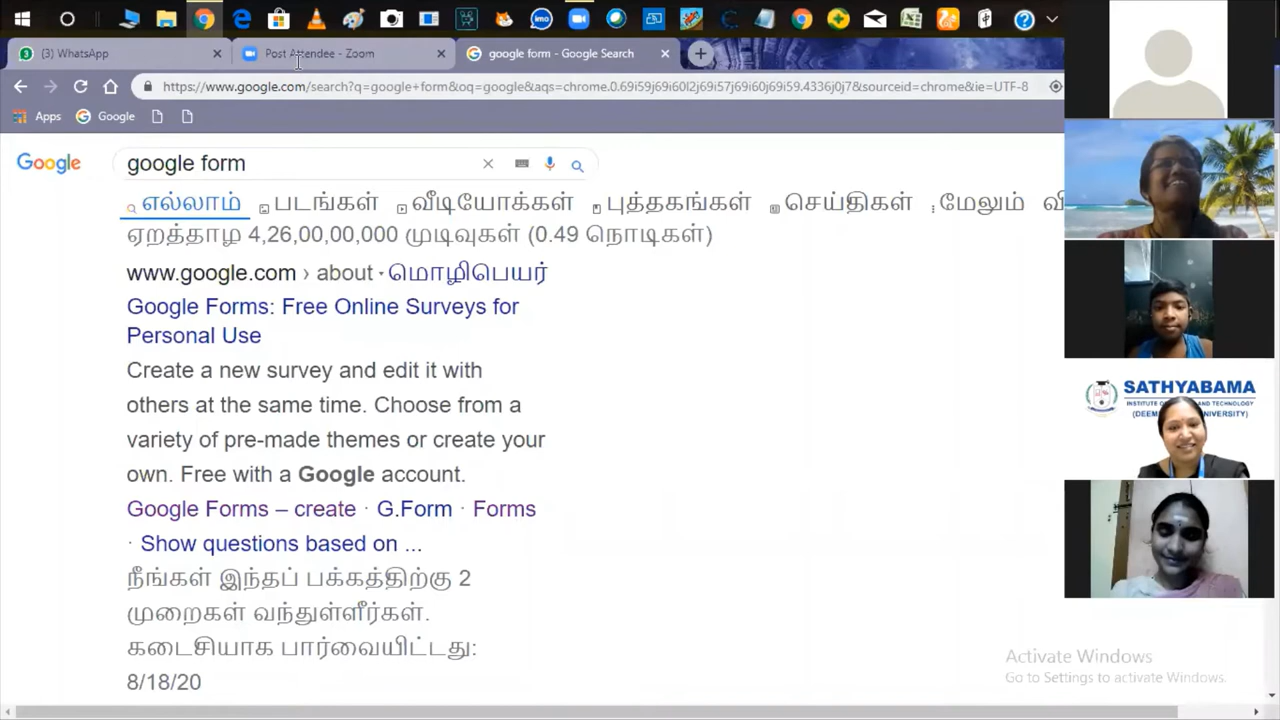 (3) WhatsApp
Post Attendee - Zoom
google form - Google Search
https://www.google.com/search?q=google+form&oq=google&aqs=chrome.0.69i59j69i60l2j69i57j69i60j69i59.4336j0j7&sourceid=chrome&ie=UTF-8
Apps
Google
Google
google form
எல்லாம்
படங்கள்
வீடியோக்கள்
புத்தகங்கள்
செய்திகள்
மேலும்
ஏறத்தாழ 4,26,00,00,000 முடிவுகள் (0.49 நொடிகள்)
www.google.com › about · மொழிபெயர்
Google Forms: Free Online Surveys for
Personal Use
Create a new survey and edit it with
others at the same time. Choose from a
variety of pre-made themes or create your
own. Free with a Google account.
Google Forms – create · G.Form · Forms
· Show questions based on ...
நீங்கள் இந்தப் பக்கத்திற்கு 2
முறைகள் வந்துள்ளீர்கள்.
கடைசியாக பார்வையிட்டது:
8/18/20
imo
SATHYABAMA
Activate Windows
Go to Settings to activate Windows.